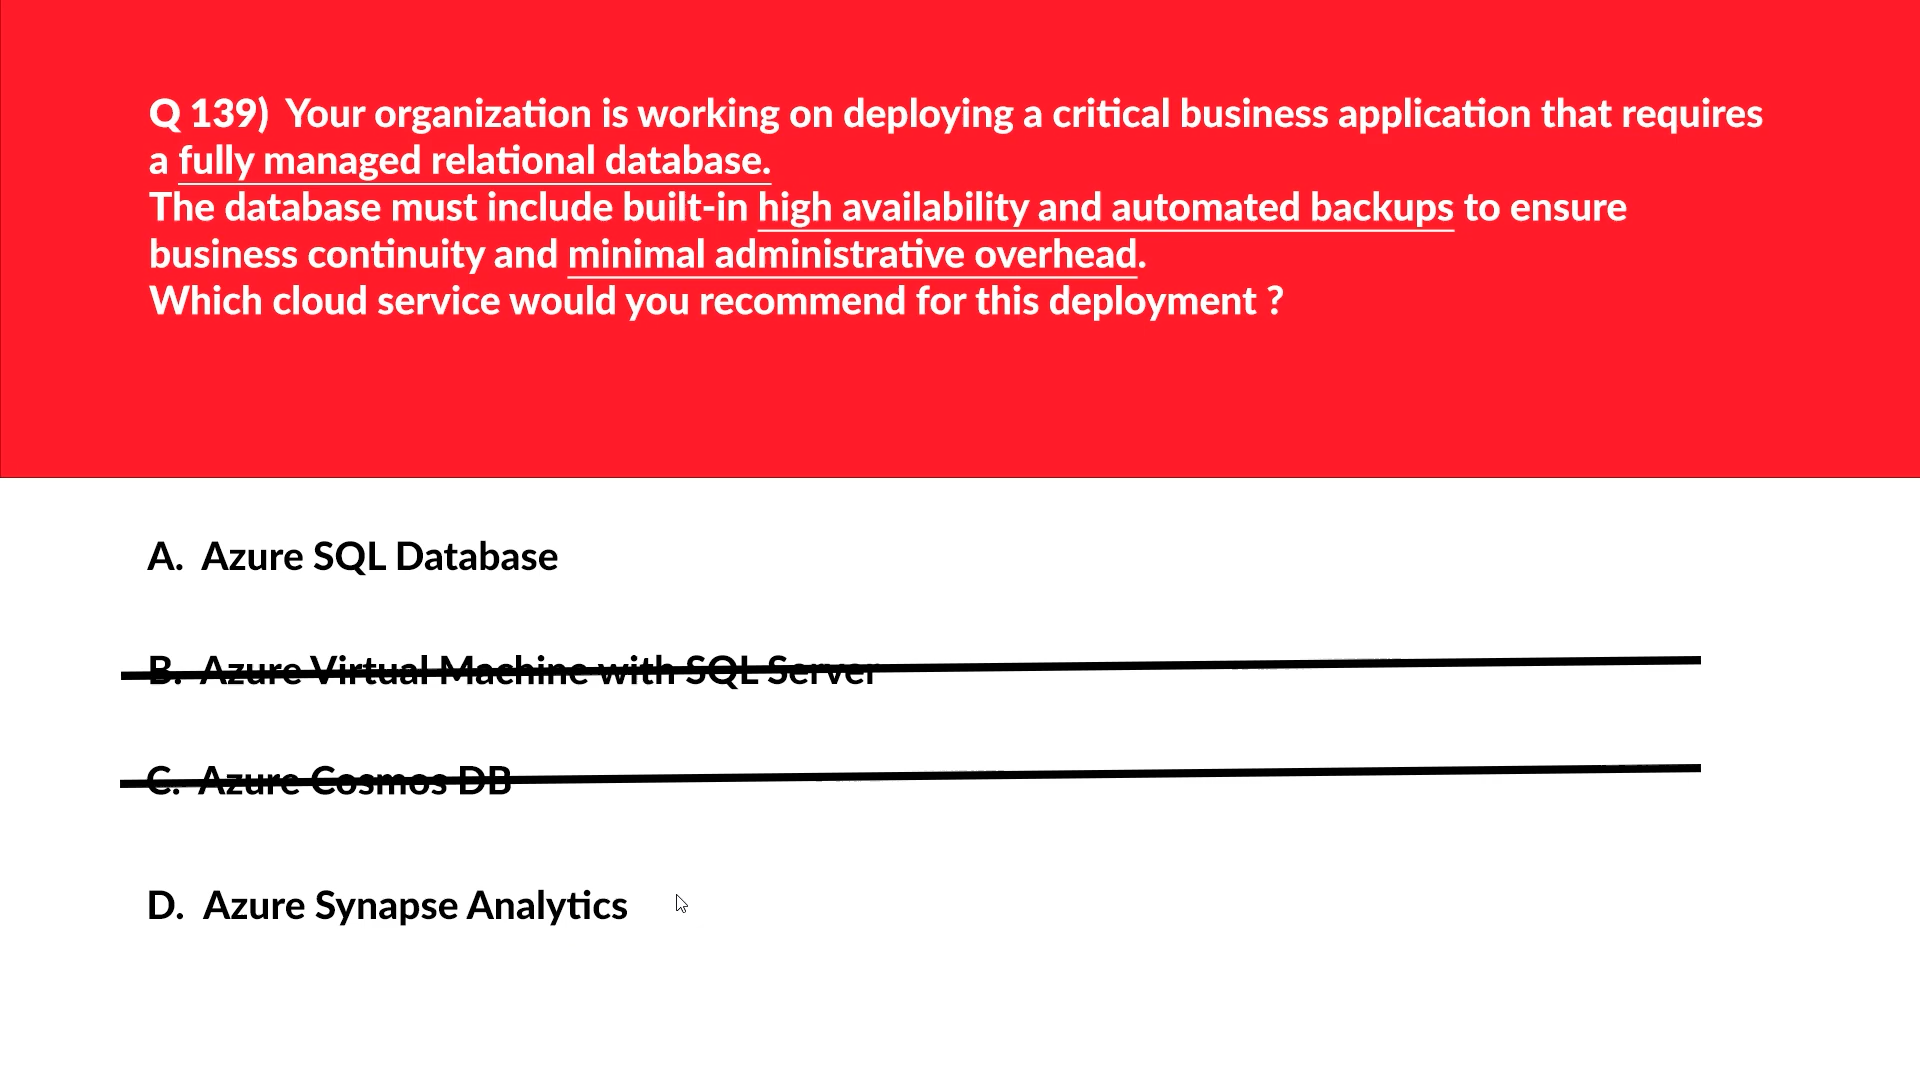 Q 139) Your organization is working on deploying a critical business application that requires
a fully managed relational database.
The database must include built-in high availability and automated backups to ensure
business continuity and minimal administrative overhead.
Which cloud service would you recommend for this deployment ?
A. Azure SQL Database
B. Azure Virtual Machine with SQL Server
C. Azure Cosmos DB
D. Azure Synapse Analytics